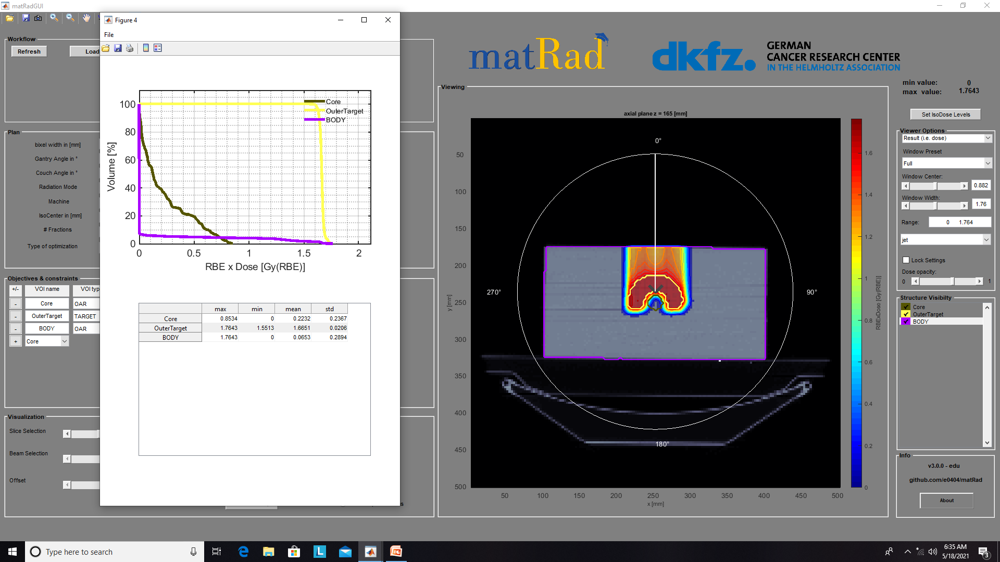 matRadGUI
Figure 4
File
Workflow
Refresh
Load
Plan
bixel width in [mm]
Gantry Angle in °
Couch Angle in °
Radiation Mode
Machine
IsoCenter in [mm]
# Fractions
Type of optimization
Objectives & constraints
+/-
VOI name
VOI typ
-
Core
OAR
-
OuterTarget
TARGET
-
BODY
OAR
+
Core
Visualization
Slice Selection
Beam Selection
Offset
Core
OuterTarget
BODY
100
80
60
40
20
0
Volume [%]
0
0.5
1
1.5
2
RBE x Dose [Gy(RBE)]
max
min
mean
std
Core
0.8534
0
0.2232
0.2367
OuterTarget
1.7643
1.5513
1.6651
0.0206
BODY
1.7643
0
0.0653
0.2894
matRad
dkfz.
GERMAN
CANCER RESEARCH CENTER
IN THE HELMHOLTZ ASSOCIATION
Viewing
axial plane z = 165 [mm]
0°
90°
180°
270°
50
100
150
200
250
300
350
400
450
500
y [mm]
50
100
150
200
250
300
350
400
450
500
x [mm]
1.6
1.4
1.2
1
0.8
0.6
0.4
0.2
0
RBExDose [Gy(RBE)]
min value:
0
max value:
1.7643
Set IsoDose Levels
Viewer Options
Result (i.e. dose)
Window Preset
Full
Window Center:
0.882
Window Width:
1.76
Range:
0 1.764
jet
Lock Settings
Dose opacity:
0
1
Structure Visibilty
Core
OuterTarget
BODY
Info
v3.0.0 - edu
github.com/e0404/matRad
About
Type here to search
6:35 AM
5/18/2021
3